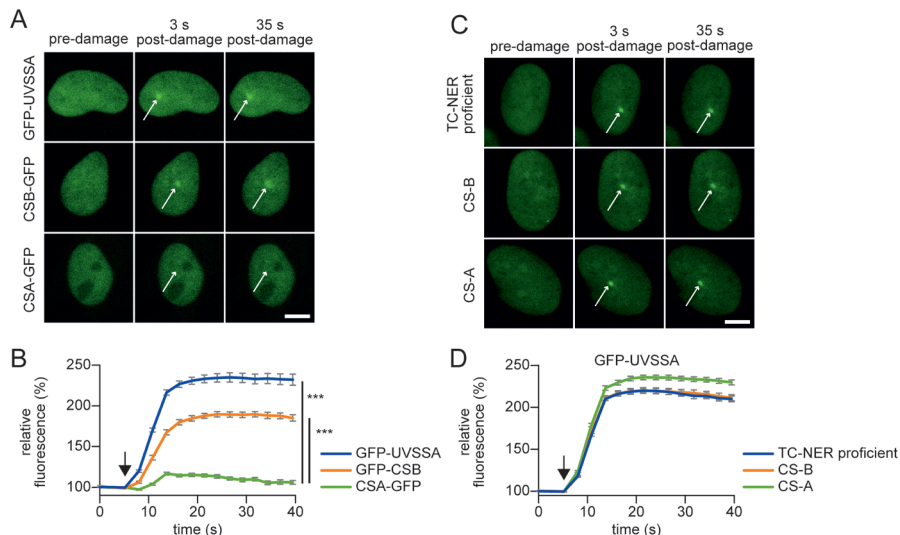 A
pre-damage
3 s
post-damage
35 s
post-damage
GFP-UVSSA
CSB-GFP
CSA-GFP
B
relative
fluorescence (%)
250
200
150
100
0
10
20
30
40
time (s)
***
***
GFP-UVSSA
GFP-CSB
CSA-GFP
C
pre-damage
3 s
post-damage
35 s
post-damage
TC-NER
proficient
CS-B
CS-A
D
GFP-UVSSA
relative
fluorescence (%)
250
200
150
100
0
10
20
30
40
time (s)
TC-NER proficient
CS-B
CS-A